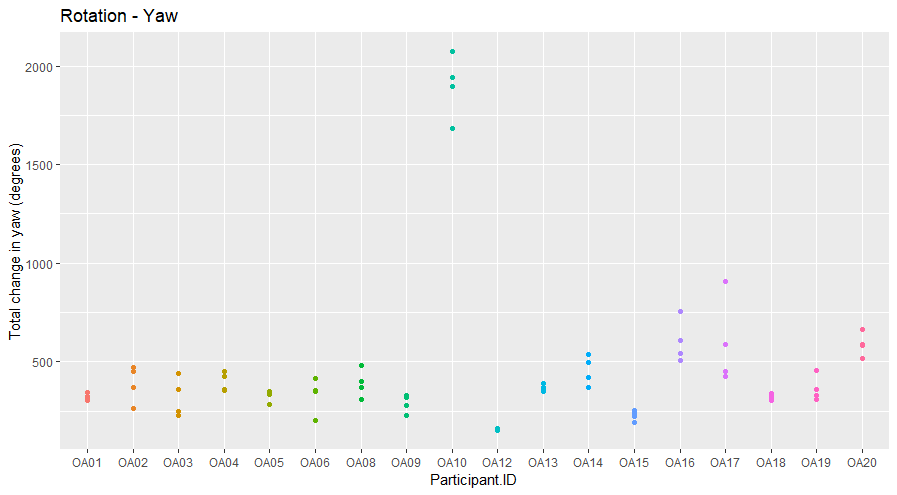 Rotation - Yaw
Total change in yaw (degrees)
2000
1500
1000
500
OA01 OA02 OA03 OA04 OA05 OA06 OA08 OA09 OA10 OA12 OA13 OA14 OA15 OA16 OA17 OA18 OA19 OA20
Participant.ID